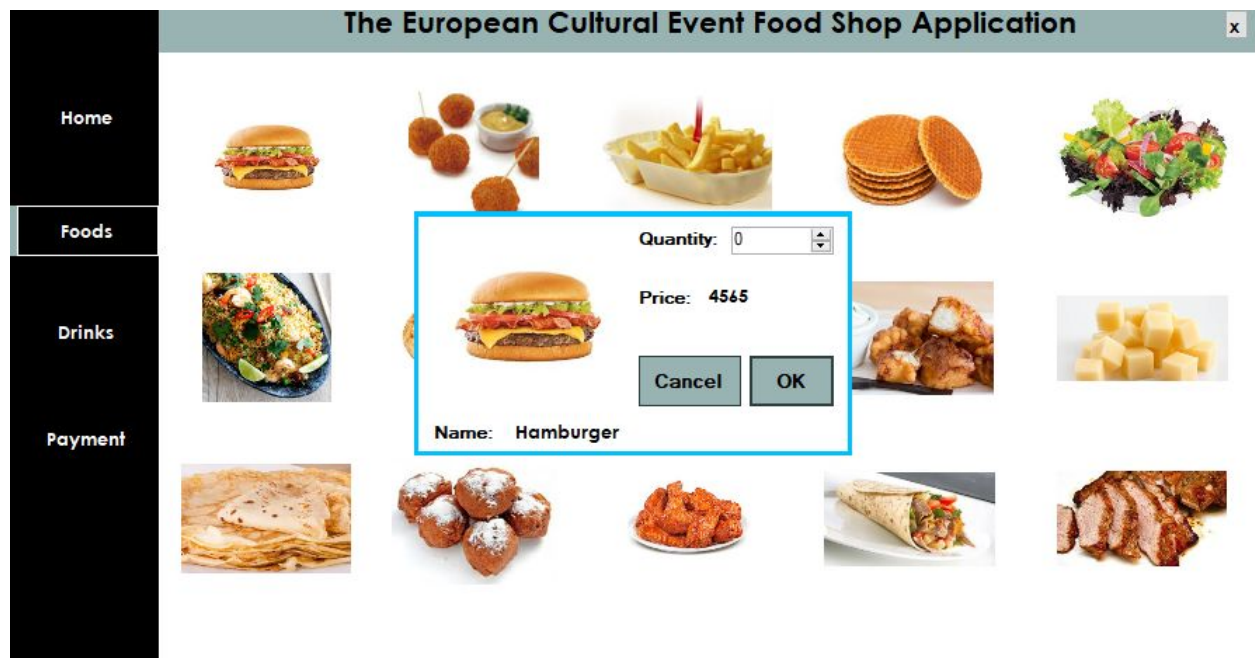 The European Cultural Event Food Shop Application
x
Home
Foods
Drinks
Payment
Quantity: 0
Price: 4565
Cancel OK
Name: Hamburger